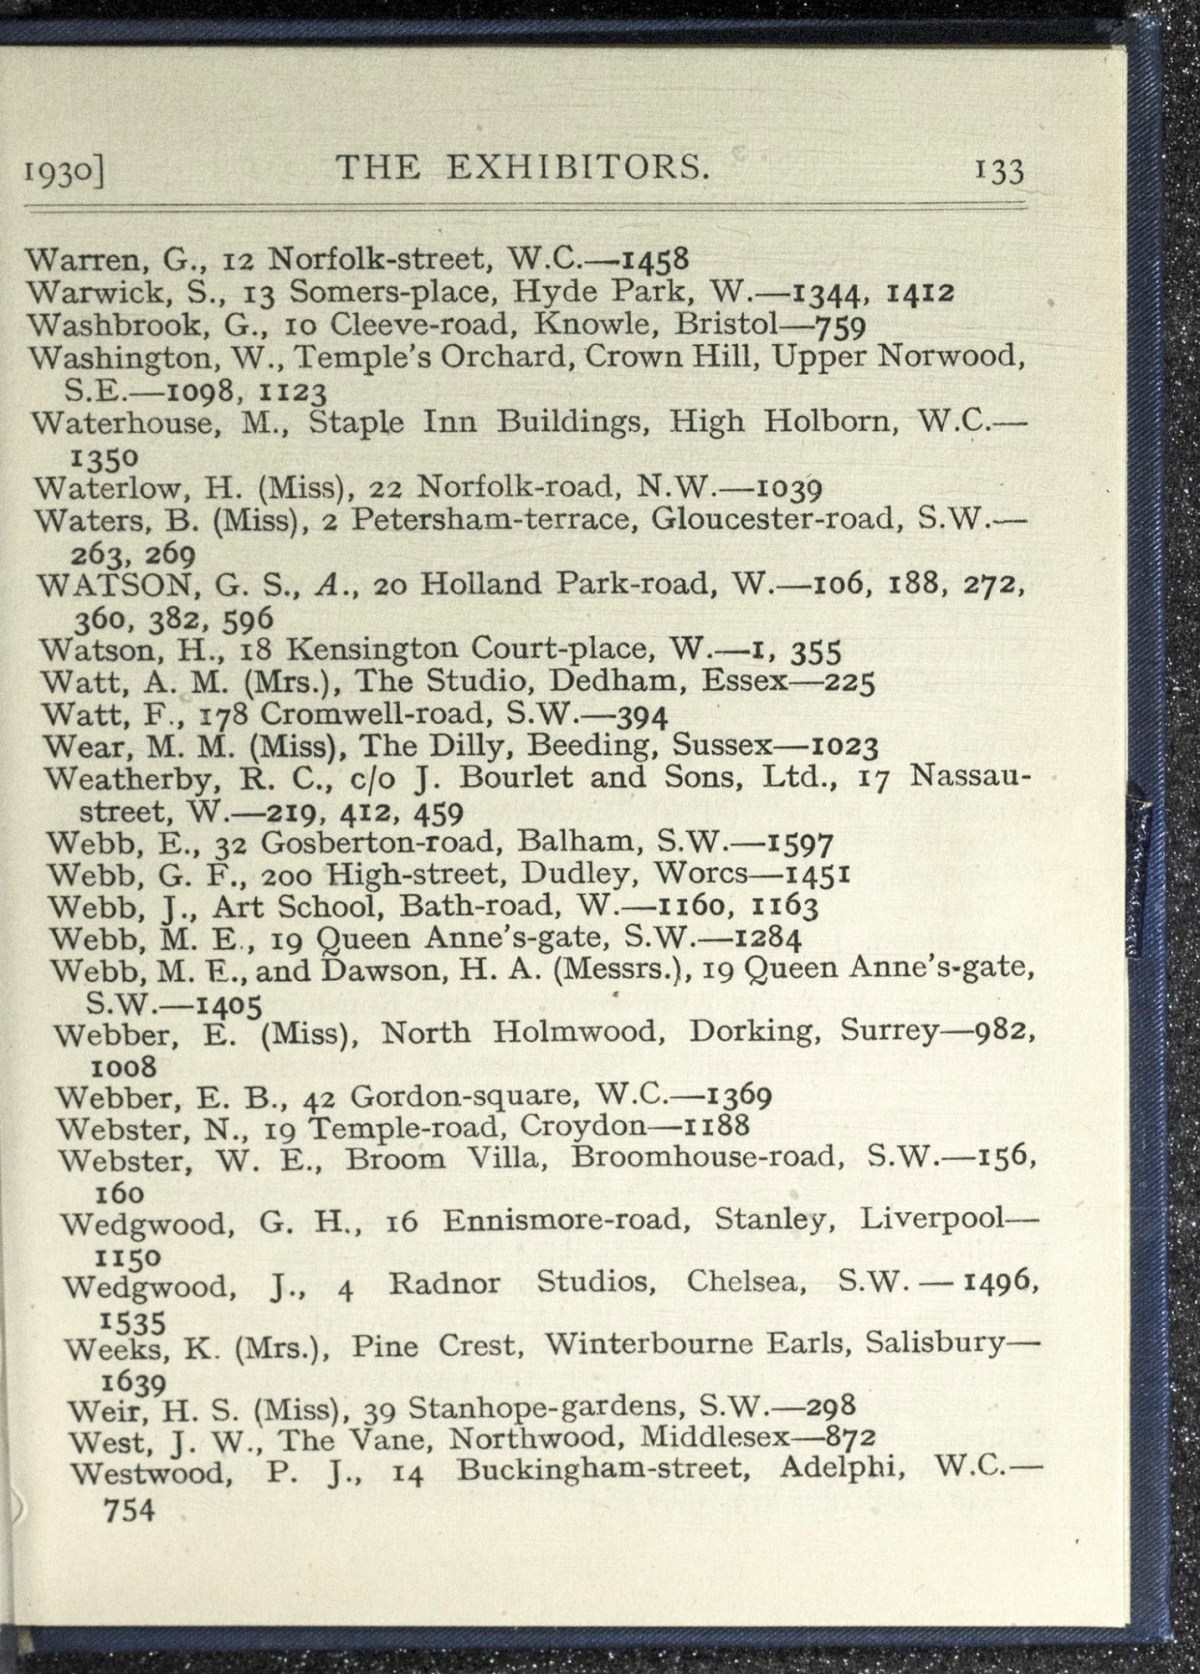 1930] THE EXHIBITORS. 133
Warren, G., 12 Norfolk-street, W.C.—1458
Warwick, S., 13 Somers-place, Hyde Park, W.—1344, 1412
Washbrook, G., 10 Cleeve-road, Knowle, Bristol—759
Washington, W., Temple's Orchard, Crown Hill, Upper Norwood,
S.E.—1098, 1123
Waterhouse, M., Staple Inn Buildings, High Holborn, W.C.—
1350
Waterlow, H. (Miss), 22 Norfolk-road, N.W.—1039
Waters, B. (Miss), 2 Petersham-terrace, Gloucester-road, S.W.—
263, 269
WATSON, G. S., A., 20 Holland Park-road, W.—106, 188, 272,
360, 382, 596
Watson, H., 18 Kensington Court-place, W.—1, 355
Watt, A. M. (Mrs.), The Studio, Dedham, Essex—225
Watt, F., 178 Cromwell-road, S.W.—394
Wear, M. M. (Miss), The Dilly, Beeding, Sussex—1023
Weatherby, R. C., c/o J. Bourlet and Sons, Ltd., 17 Nassau-
street, W.—219, 412, 459
Webb, E., 32 Gosberton-road, Balham, S.W.—1597
Webb, G. F., 200 High-street, Dudley, Worcs—1451
Webb, J., Art School, Bath-road, W.—1160, 1163
Webb, M. E., 19 Queen Anne's-gate, S.W.—1284
Webb, M. E., and Dawson, H. A. (Messrs.), 19 Queen Anne's-gate,
S.W.—1405
Webber, E. (Miss), North Holmwood, Dorking, Surrey—982,
1008
Webber, E. B., 42 Gordon-square, W.C.—1369
Webster, N., 19 Temple-road, Croydon—1188
Webster, W. E., Broom Villa, Broomhouse-road, S.W.—156,
160
Wedgwood, G. H., 16 Ennismore-road, Stanley, Liverpool—
1150
Wedgwood, J., 4 Radnor Studios, Chelsea, S.W.—1496,
1535
Weeks, K. (Mrs.), Pine Crest, Winterbourne Earls, Salisbury—
1639
Weir, H. S. (Miss), 39 Stanhope-gardens, S.W.—298
West, J. W., The Vane, Northwood, Middlesex—872
Westwood, P. J., 14 Buckingham-street, Adelphi, W.C.—
754